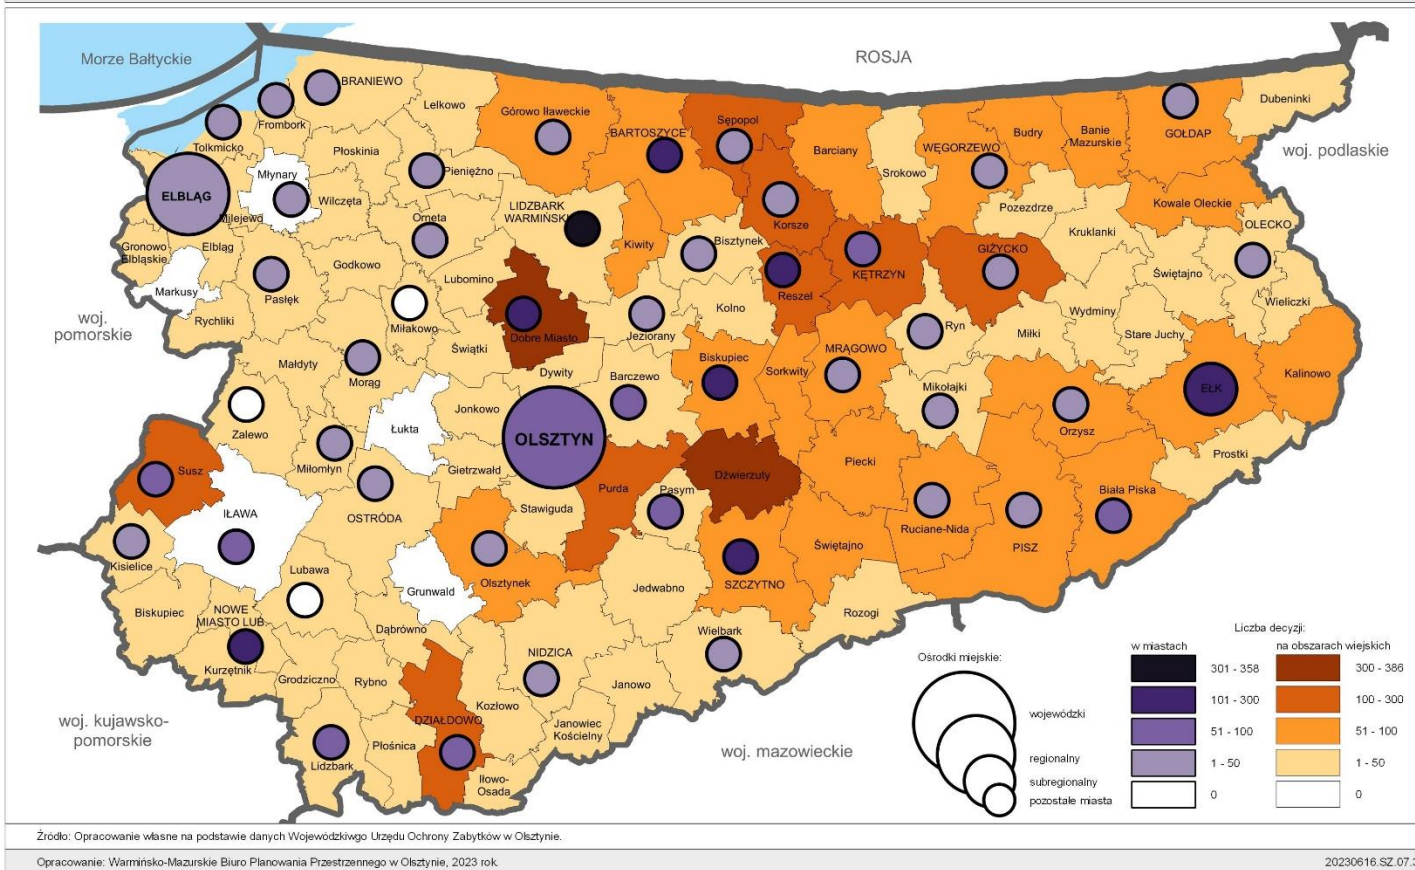 Morze Bałtyckie
ROSJA
BRANIEWO
Frombork
Lelkowo
Górowo Iławeckie
Sępopol
BARTOSZYCE
Barciany
Srokowo
WĘGORZEWO
Budry
Banie
Mazurskie
GOŁDAP
Dubeninki
woj. podlaskie
Tolkmicko
Płoskinia
Pieniężno
Młynary
ELBLĄG
Milejewo
Wilczęta
Orneta
LIDZBARK
WARMIŃSKI
Kiwity
Bisztynek
Korsze
KĘTRZYN
Reszel
Pozezdrze
Kruklanki
GIŻYCKO
Kowale Oleckie
OLECKO
Świętajno
Wieliczki
Gronowo
Elbląskie
Elbląg
Markusy
Pasłęk
Godkowo
Rychliki
Lubomino
Miłakowo
Dobre Miasto
Jeziorany
Kolno
Ryn
Miłki
Wydminy
Stare Juchy
woj.
pomorskie
Małdyty
Morąg
Świątki
Dywity
Barczewo
Biskupiec
Sorkwity
MRĄGOWO
Mikołajki
Orzysz
EŁK
Kalinowo
Zalewo
Łukta
Jonkowo
OLSZTYN
Miłomłyn
Gietrzwałd
Susz
IŁAWA
OSTRÓDA
Stawiguda
Purda
Pasym
Dźwierzuty
Piecki
Ruciane-Nida
PISZ
Biała Piska
Prostki
Kisielice
Lubawa
Grunwald
Olsztynek
Jedwabno
SZCZYTNO
Świętajno
Rozogi
Biskupiec
NOWE
MIASTO LUB.
Kurzętnik
Dąbrówno
Grodziczno
Rybno
NIDZICA
Wielbark
Janowo
Kozłowo
Janowiec
Kościelny
DZIAŁDOWO
Płośnica
Lidzbark
Iłowo-
Osada
woj. kujawsko-
pomorskie
woj. mazowieckie
Ośrodki miejskie:
wojewódzki
regionalny
subregionalny
pozostałe miasta
Liczba decyzji:
w miastach
na obszarach wiejskich
301 - 358
300 - 386
101 - 300
100 - 300
51 - 100
51 - 100
1 - 50
1 - 50
0
0
Źródło: Opracowanie własne na podstawie danych Wojewódzkiwgo Urzędu Ochrony Zabytków w Olsztynie.
Opracowanie: Warmińsko-Mazurskie Biuro Planowania Przestrzennego w Olsztynie, 2023 rok.
20230616.SZ.07.3